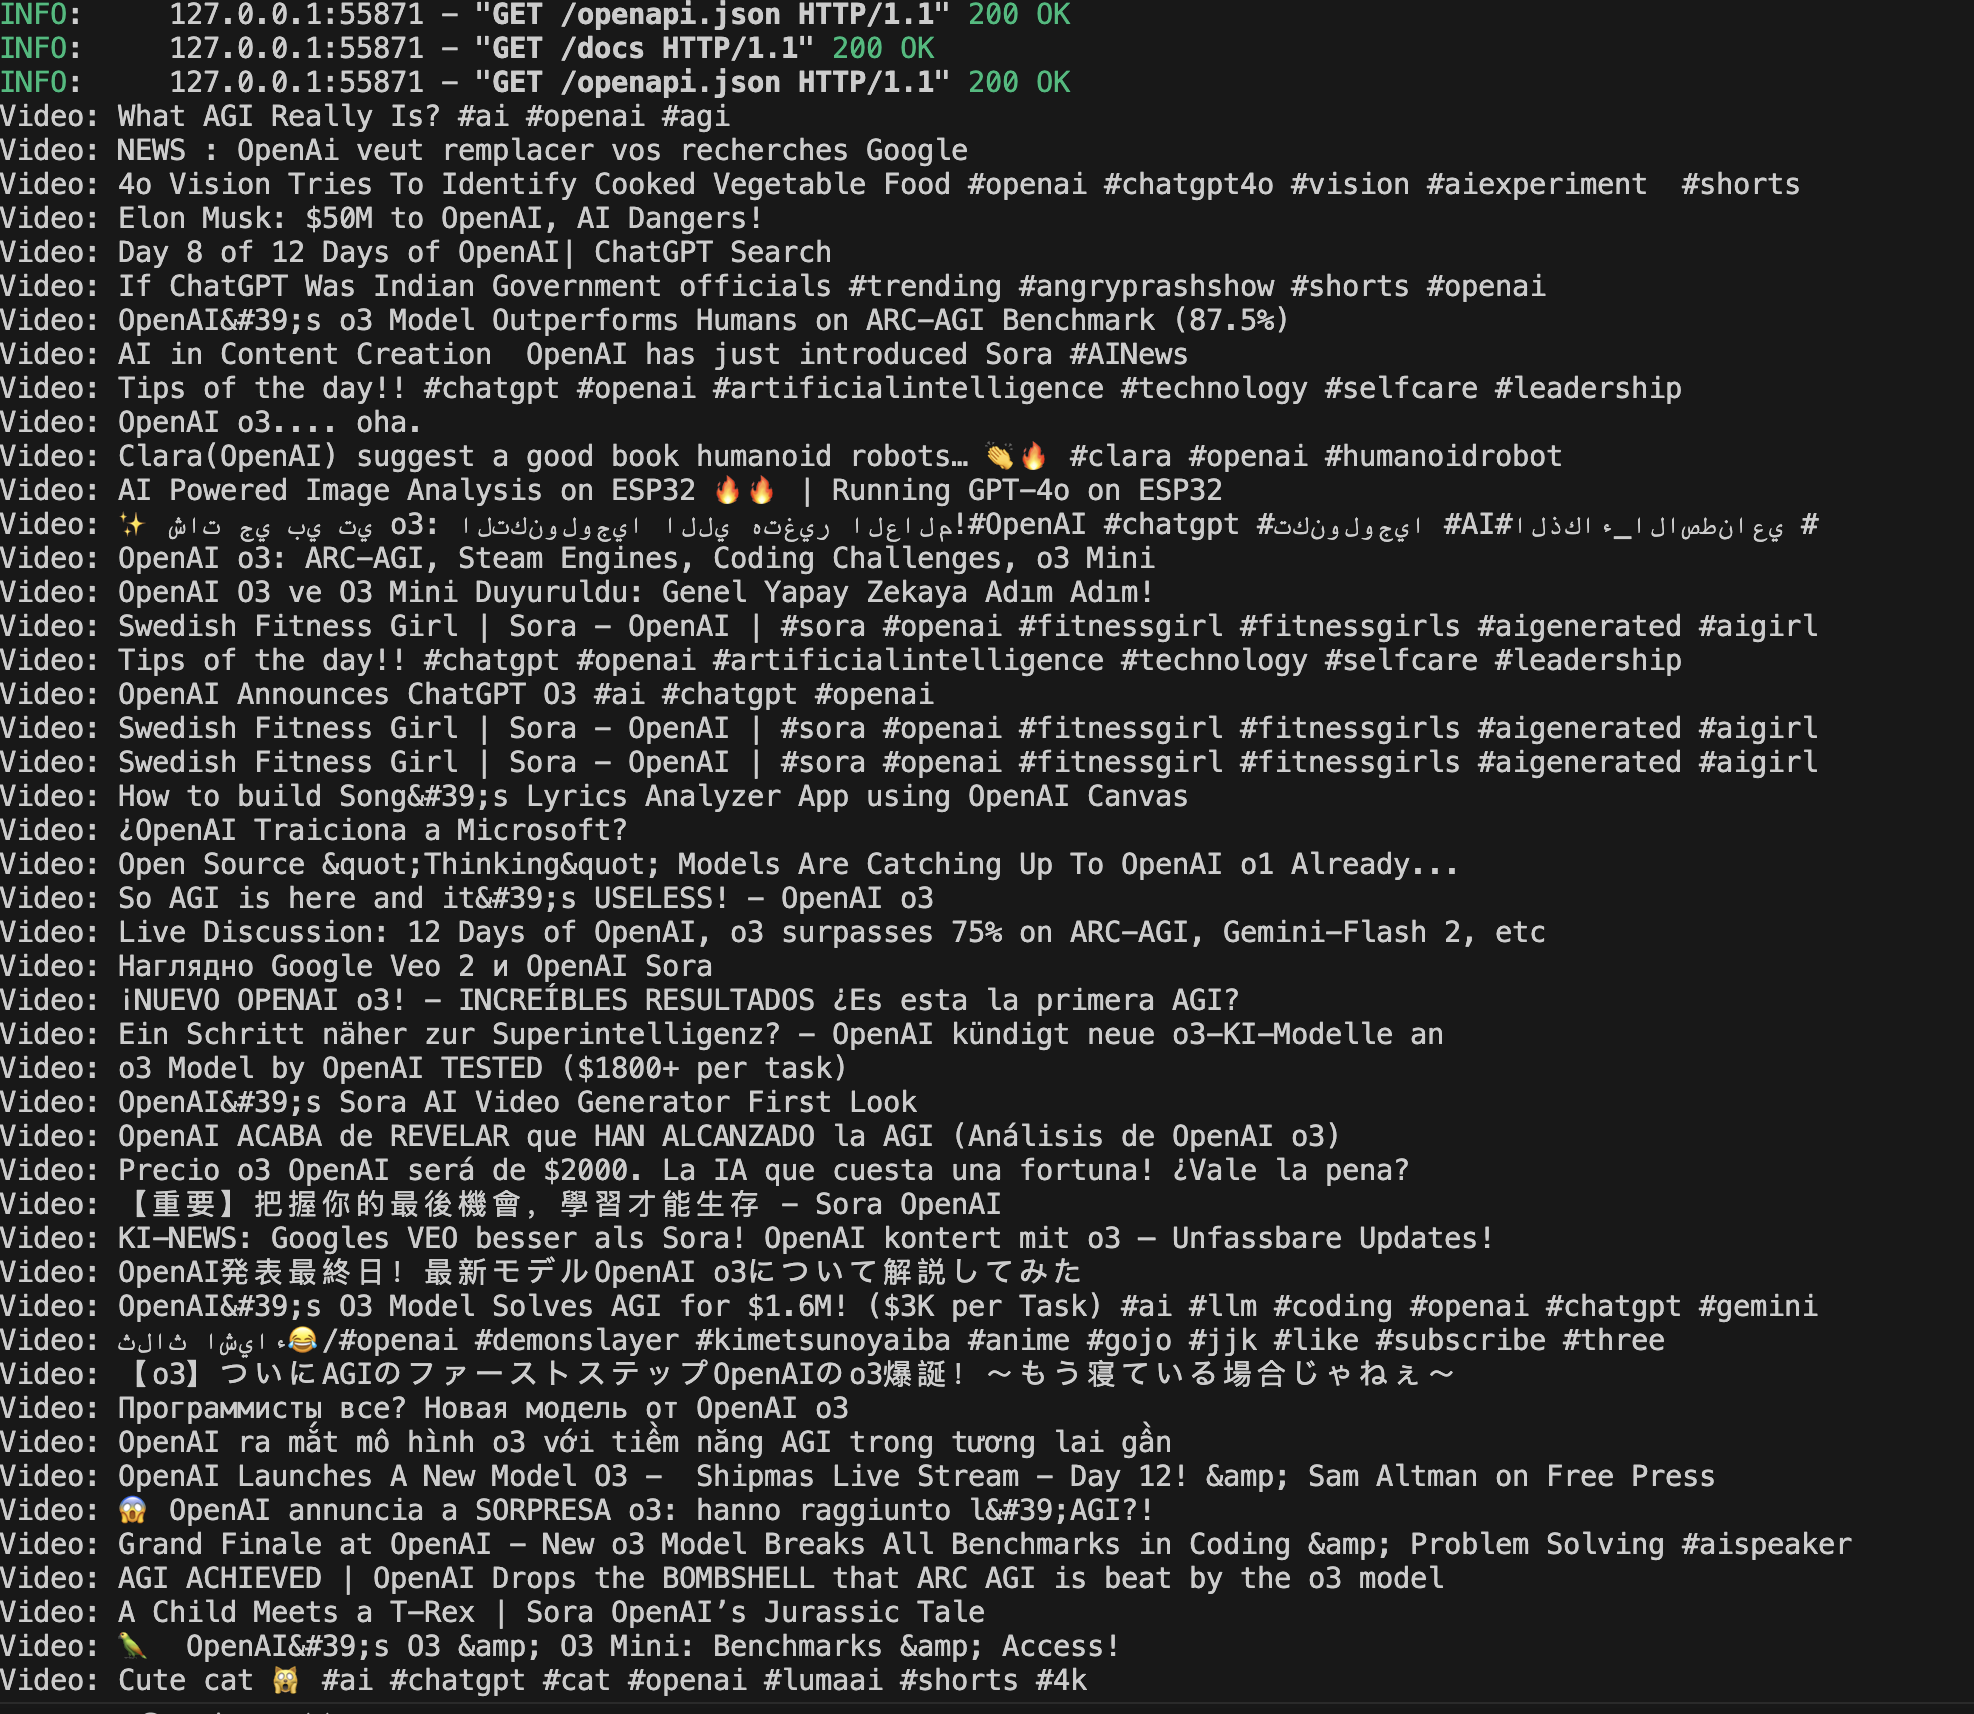 INFO:     127.0.0.1:55871 - "GET /openapi.json HTTP/1.1" 200 OK
INFO:     127.0.0.1:55871 - "GET /docs HTTP/1.1" 200 OK
INFO:     127.0.0.1:55871 - "GET /openapi.json HTTP/1.1" 200 OK
Video: What AGI Really Is? #ai #openai #agi
Video: NEWS : OpenAi veut remplacer vos recherches Google
Video: 4o Vision Tries To Identify Cooked Vegetable Food #openai #chatgpt4o #vision #aiexperiment  #shorts
Video: Elon Musk: $50M to OpenAI, AI Dangers!
Video: Day 8 of 12 Days of OpenAI| ChatGPT Search
Video: If ChatGPT Was Indian Government officials #trending #angryprashshow #shorts #openai
Video: OpenAI&#39;s o3 Model Outperforms Humans on ARC-AGI Benchmark (87.5%)
Video: AI in Content Creation  OpenAI has just introduced Sora #AINews
Video: Tips of the day!! #chatgpt #openai #artificialintelligence #technology #selfcare #leadership
Video: OpenAI o3.... oha.
Video: Clara(OpenAI) suggest a good book humanoid robots… 👏🔥 #clara #openai #humanoidrobot
Video: AI Powered Image Analysis on ESP32 🔥🔥 | Running GPT-4o on ESP32
Video: ✨ شات جي بي تي o3: التكنولوجيا اللي هتغير العالم!#OpenAI #chatgpt #تكنولوجيا #AI#الذكاء_الاصطناعي #
Video: OpenAI o3: ARC-AGI, Steam Engines, Coding Challenges, o3 Mini
Video: OpenAI O3 ve O3 Mini Duyuruldu: Genel Yapay Zekaya Adım Adım!
Video: Swedish Fitness Girl | Sora - OpenAI | #sora #openai #fitnessgirl #fitnessgirls #aigenerated #aigirl
Video: Tips of the day!! #chatgpt #openai #artificialintelligence #technology #selfcare #leadership
Video: OpenAI Announces ChatGPT O3 #ai #chatgpt #openai
Video: Swedish Fitness Girl | Sora - OpenAI | #sora #openai #fitnessgirl #fitnessgirls #aigenerated #aigirl
Video: Swedish Fitness Girl | Sora - OpenAI | #sora #openai #fitnessgirl #fitnessgirls #aigenerated #aigirl
Video: How to build Song&#39;s Lyrics Analyzer App using OpenAI Canvas
Video: ¿OpenAI Traiciona a Microsoft?
Video: Open Source &quot;Thinking&quot; Models Are Catching Up To OpenAI o1 Already...
Video: So AGI is here and it&#39;s USELESS! - OpenAI o3
Video: Live Discussion: 12 Days of OpenAI, o3 surpasses 75% on ARC-AGI, Gemini-Flash 2, etc
Video: Наглядно Google Veo 2 и OpenAI Sora
Video: ¡NUEVO OPENAI o3! - INCREÍBLES RESULTADOS ¿Es esta la primera AGI?
Video: Ein Schritt näher zur Superintelligenz? - OpenAI kündigt neue o3-KI-Modelle an
Video: o3 Model by OpenAI TESTED ($1800+ per task)
Video: OpenAI&#39;s Sora AI Video Generator First Look
Video: OpenAI ACABA de REVELAR que HAN ALCANZADO la AGI (Análisis de OpenAI o3)
Video: Precio o3 OpenAI será de $2000. La IA que cuesta una fortuna! ¿Vale la pena?
Video: 【重要】把握你的最後機會，學習才能生存 - Sora OpenAI
Video: KI-NEWS: Googles VEO besser als Sora! OpenAI kontert mit o3 – Unfassbare Updates!
Video: OpenAI発表最終日！最新モデルOpenAI o3について解説してみた
Video: OpenAI&#39;s O3 Model Solves AGI for $1.6M! ($3K per Task) #ai #llm #coding #openai #chatgpt #gemini
Video: ثلاث اشياء😂/#openai #demonslayer #kimetsunoyaiba #anime #gojo #jjk #like #subscribe #three
Video: 【o3】ついにAGIのファーストステップOpenAIのo3爆誕！〜もう寝ている場合じゃねぇ〜
Video: Программисты все? Новая модель от OpenAI o3
Video: OpenAI ra mắt mô hình o3 với tiềm năng AGI trong tương lai gần
Video: OpenAI Launches A New Model O3 -  Shipmas Live Stream - Day 12! &amp; Sam Altman on Free Press
Video: 😱 OpenAI annuncia a SORPRESA o3: hanno raggiunto l&#39;AGI?!
Video: Grand Finale at OpenAI - New o3 Model Breaks All Benchmarks in Coding &amp; Problem Solving #aispeaker
Video: AGI ACHIEVED | OpenAI Drops the BOMBSHELL that ARC AGI is beat by the o3 model
Video: A Child Meets a T-Rex | Sora OpenAI’s Jurassic Tale
Video: 🦜  OpenAI&#39;s O3 &amp; O3 Mini: Benchmarks &amp; Access!
Video: Cute cat 🙀 #ai #chatgpt #cat #openai #lumaai #shorts #4k